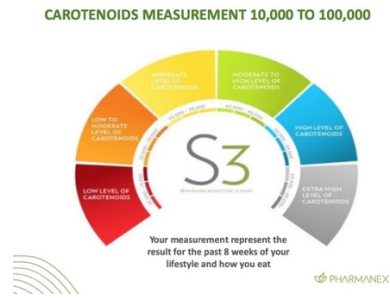 CAROTENOIDS MEASUREMENT 10,000 TO 100,000
MODERATE
LEVEL OF
CAROTENOIDS
MODERATE TO
HIGH LEVEL OF
CAROTENOIDS
LOW TO
MODERATE
LEVEL OF
CAROTENOIDS
HIGH LEVEL OF
CAROTENOIDS
LOW LEVEL OF
CAROTENOIDS
EXTRA HIGH
LEVEL OF
CAROTENOIDS
S3
Your measurement represent the
result for the past 8 weeks of your
lifestyle and how you eat
PHARMANEX